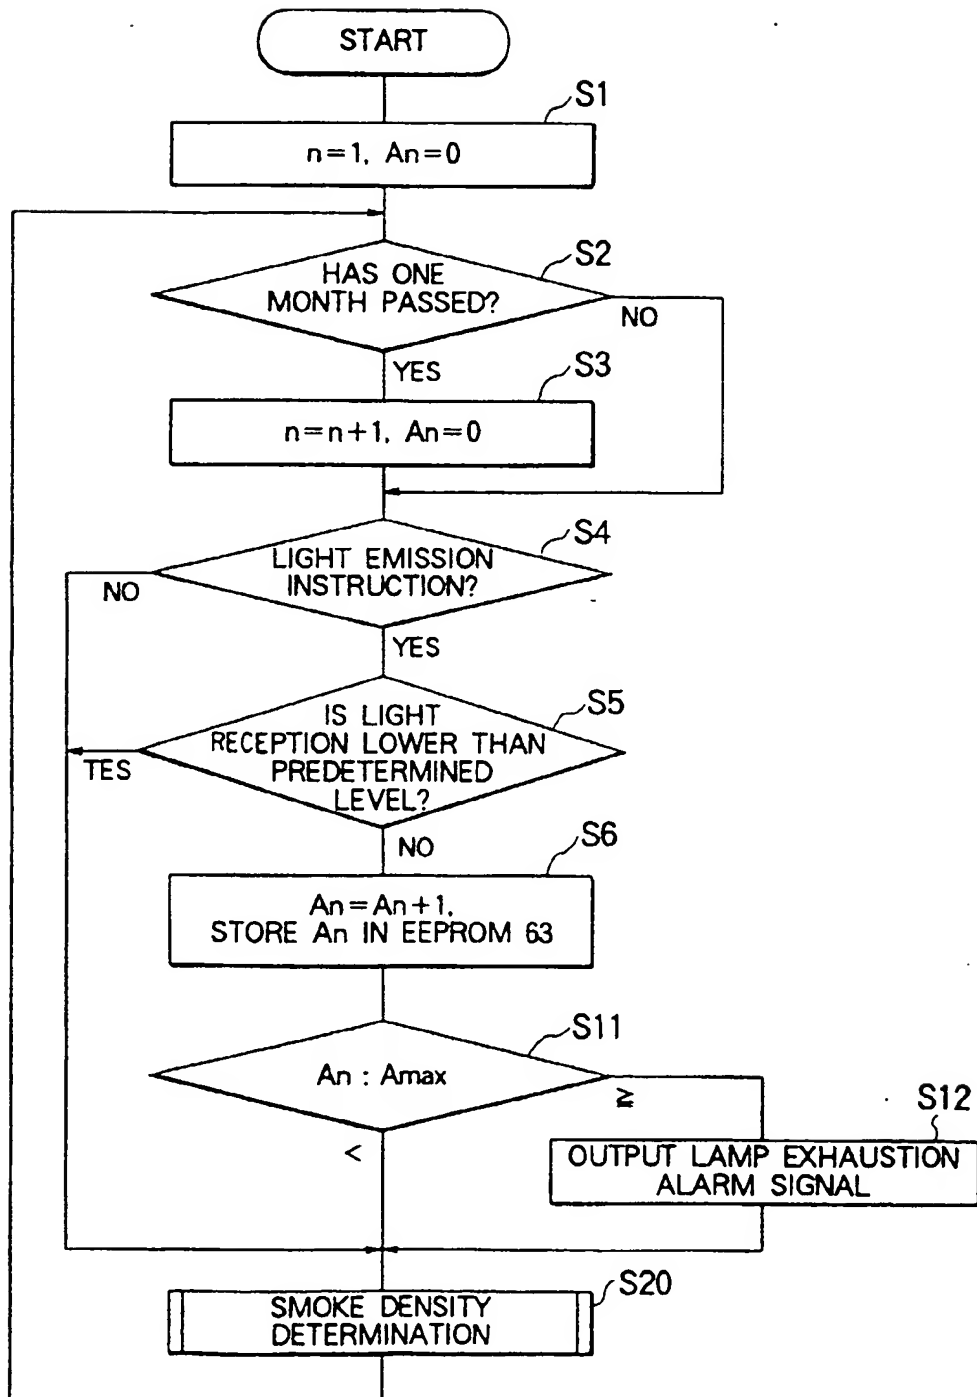 START
S1
n=1, An=0
S2
HAS ONE
MONTH PASSED?
NO
YES
S3
n=n+1, An=0
S4
LIGHT EMISSION
INSTRUCTION?
NO
YES
S5
IS LIGHT
RECEPTION LOWER THAN
PREDETERMINED
LEVEL?
TES
NO
S6
An=An+1,
STORE An IN EEPROM 63
S11
An : Amax
≧
<
S12
OUTPUT LAMP EXHAUSTION
ALARM SIGNAL
S20
SMOKE DENSITY
DETERMINATION